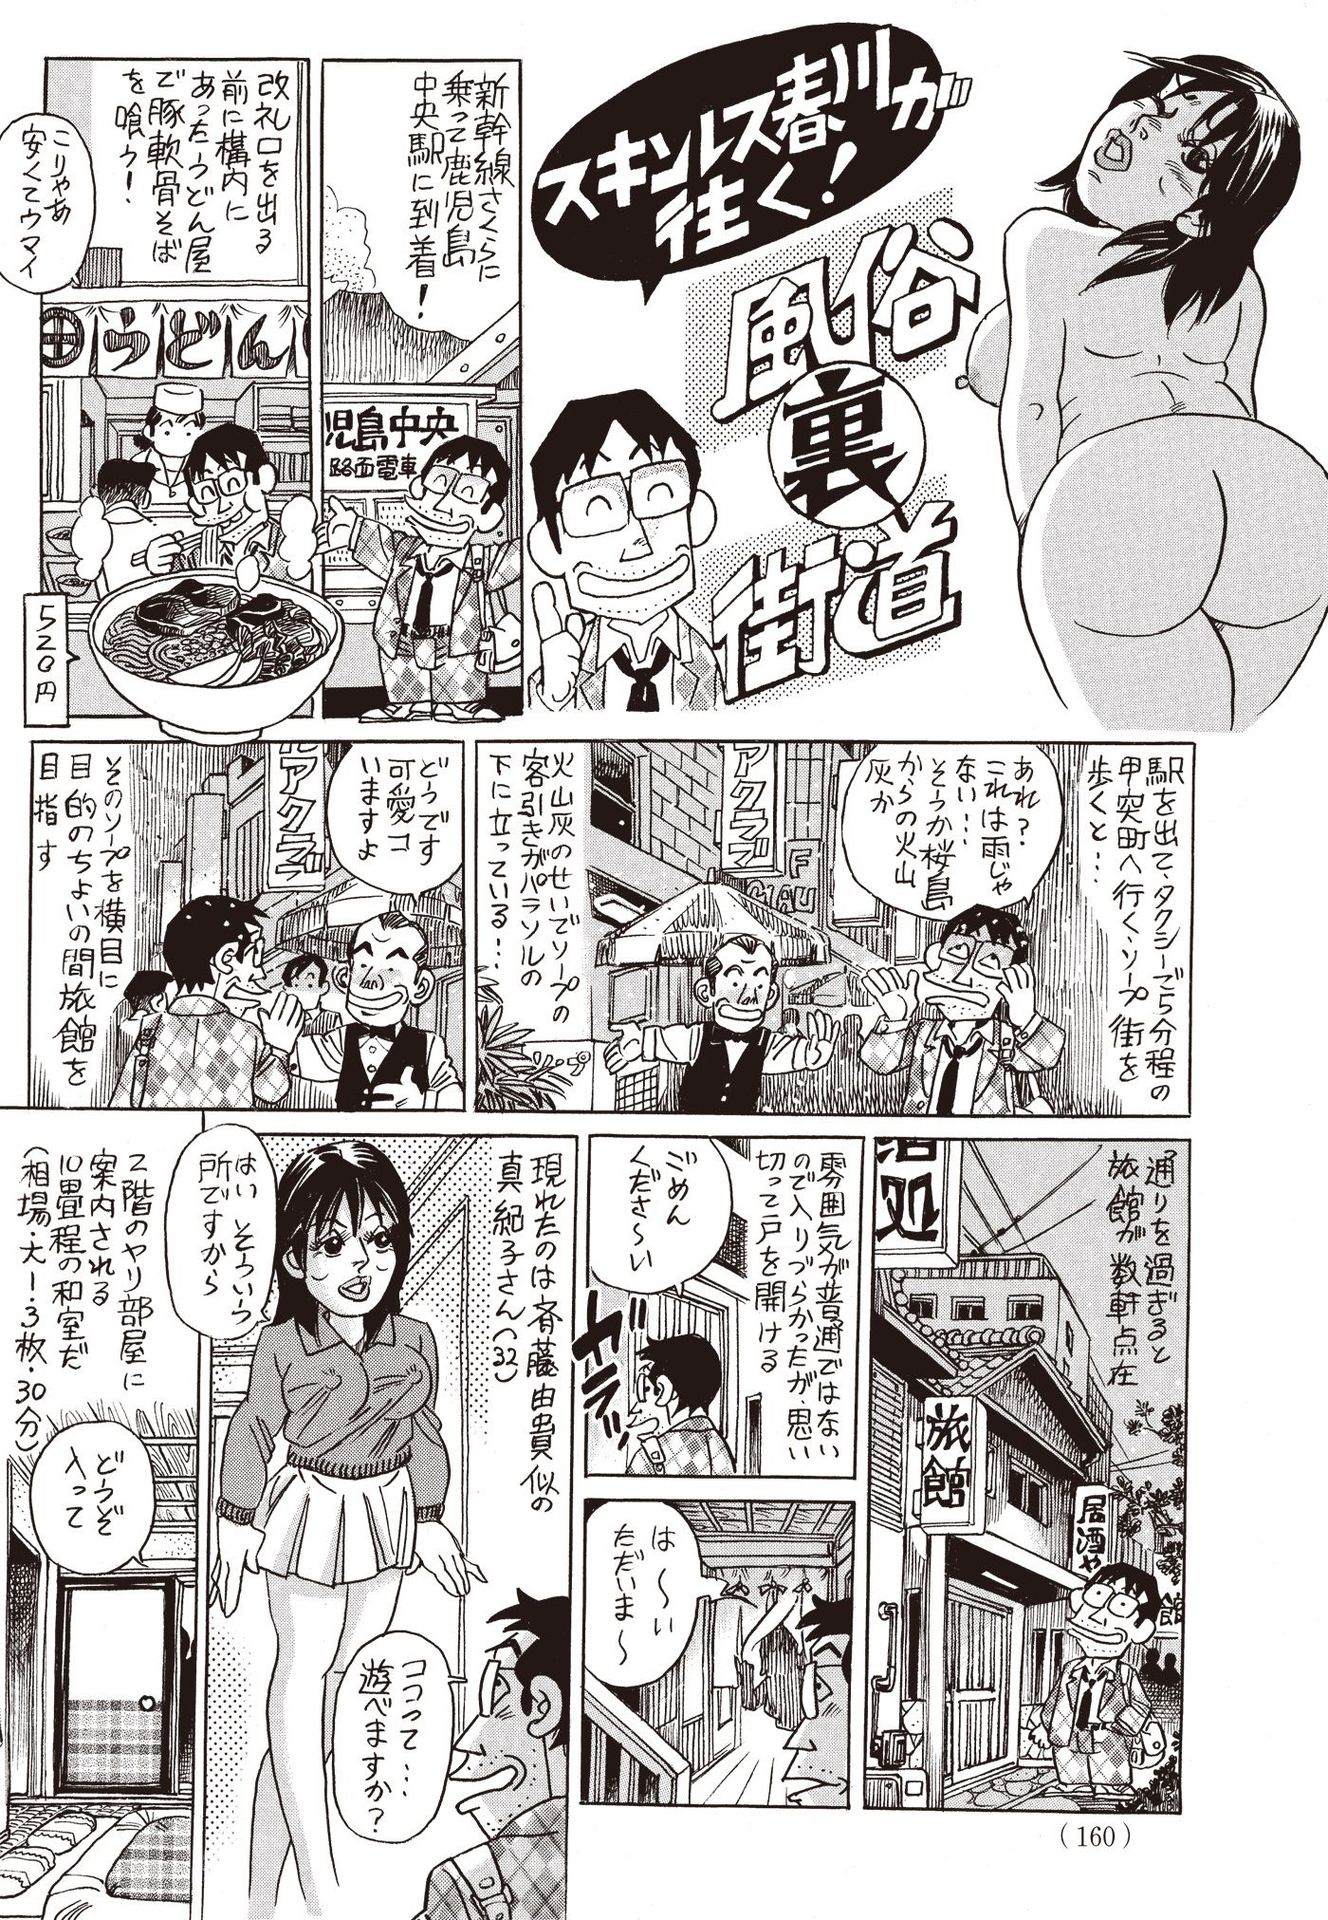 スキンレス春川が
往く!
風俗
裏
街道
新幹線さくらに
乗って鹿児島
中央駅に到着!
児島中央
路面電車
改札口を出る
前に構内に
あったうどん屋
で豚軟骨そば
を喰う!
こりゃあ
安くてウマイ
うどん
520円
駅を出て、タクシーで5分程の
甲突町へ行く、ソープ街を
歩くと…
あれ?
これは雨じゃ
ない…
そうか桜島
からの火山
灰か
火山灰のせいでソープの
客引きがパラソルの
下に立っている…
アクラブ
どうです
可愛コ
いますよ
ルアクラブ
そのソープを横目に
目的のちょいの間旅館を
目指す
通りを過ぎると
旅館が数軒点在
処
旅館
居酒や
館
雰囲気が普通ではない
ので入りづらかったが、思い
切って戸を開ける
ごめん
くださ~い
ガラ
は~い
ただいま~
現れたのは斉藤由貴似の
真紀子さん(32)
はい そういう
所ですから
ココって…
遊べますか?
2階のヤリ部屋に
案内される
10畳程の和室だ
(相場・大!3枚・30分)
どうぞ
入って
(160)